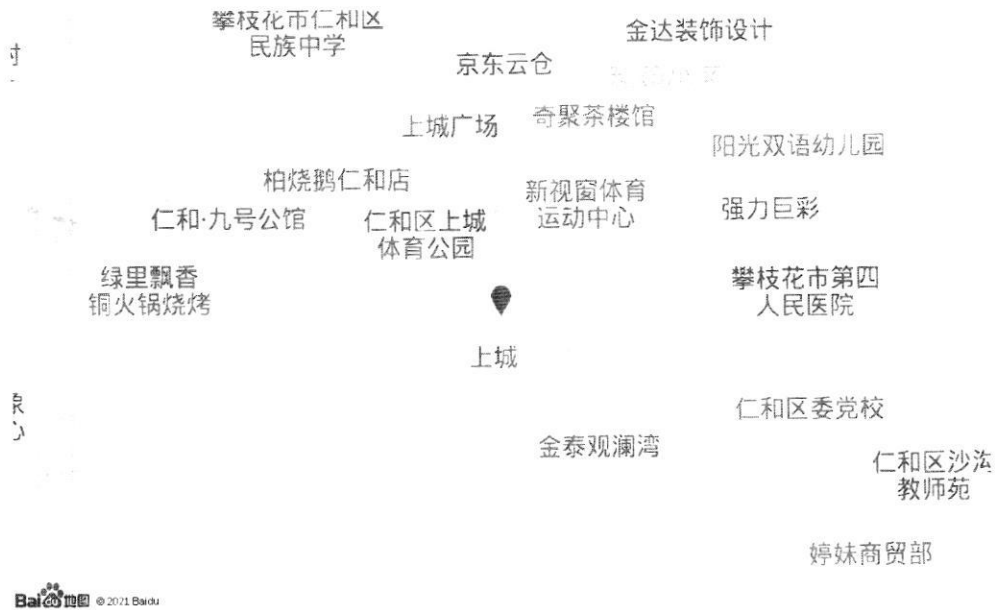 攀枝花市仁和区
民族中学
金达装饰设计
京东云仓
上城广场
奇聚茶楼馆
阳光双语幼儿园
柏烧鹅仁和店
新视窗体育
运动中心
强力巨彩
仁和·九号公馆
仁和区上城
体育公园
绿里飘香
铜火锅烧烤
攀枝花市第四
人民医院
上城
仁和区委党校
金泰观澜湾
仁和区沙沟
教师苑
婷妹商贸部
Bai du 地图 © 2021 Baidu